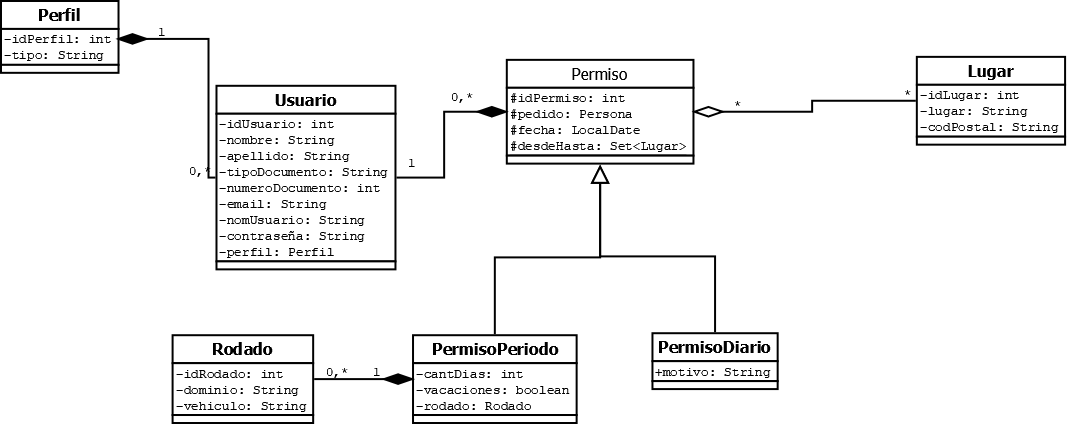 Perfil
-idPerfil: int
-tipo: String
1
0,*
Usuario
-idUsuario: int
-nombre: String
-apellido: String
-tipoDocumento: String
-numeroDocumento: int
-email: String
-nomUsuario: String
-contraseña: String
-perfil: Perfil
1
0,*
Permiso
#idPermiso: int
#pedido: Persona
#fecha: LocalDate
#desdeHasta: Set<Lugar>
*
*
Lugar
-idLugar: int
-lugar: String
-codPostal: String
Rodado
-idRodado: int
-dominio: String
-vehiculo: String
0,*
1
PermisoPeriodo
-cantDias: int
-vacaciones: boolean
-rodado: Rodado
PermisoDiario
+motivo: String